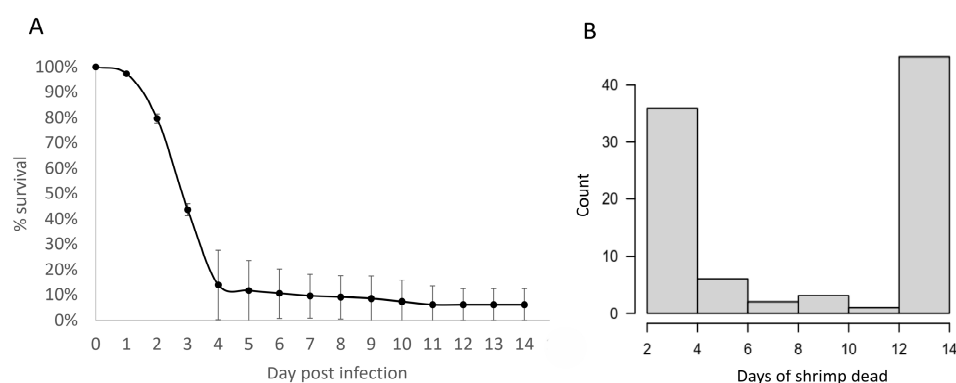 A
100%
90%
80%
70%
60%
50%
40%
30%
20%
10%
0%
% survival
0 1 2 3 4 5 6 7 8 9 10 11 12 13 14
Day post infection
B
40
30
20
10
0
Count
2 4 6 8 10 12 14
Days of shrimp dead